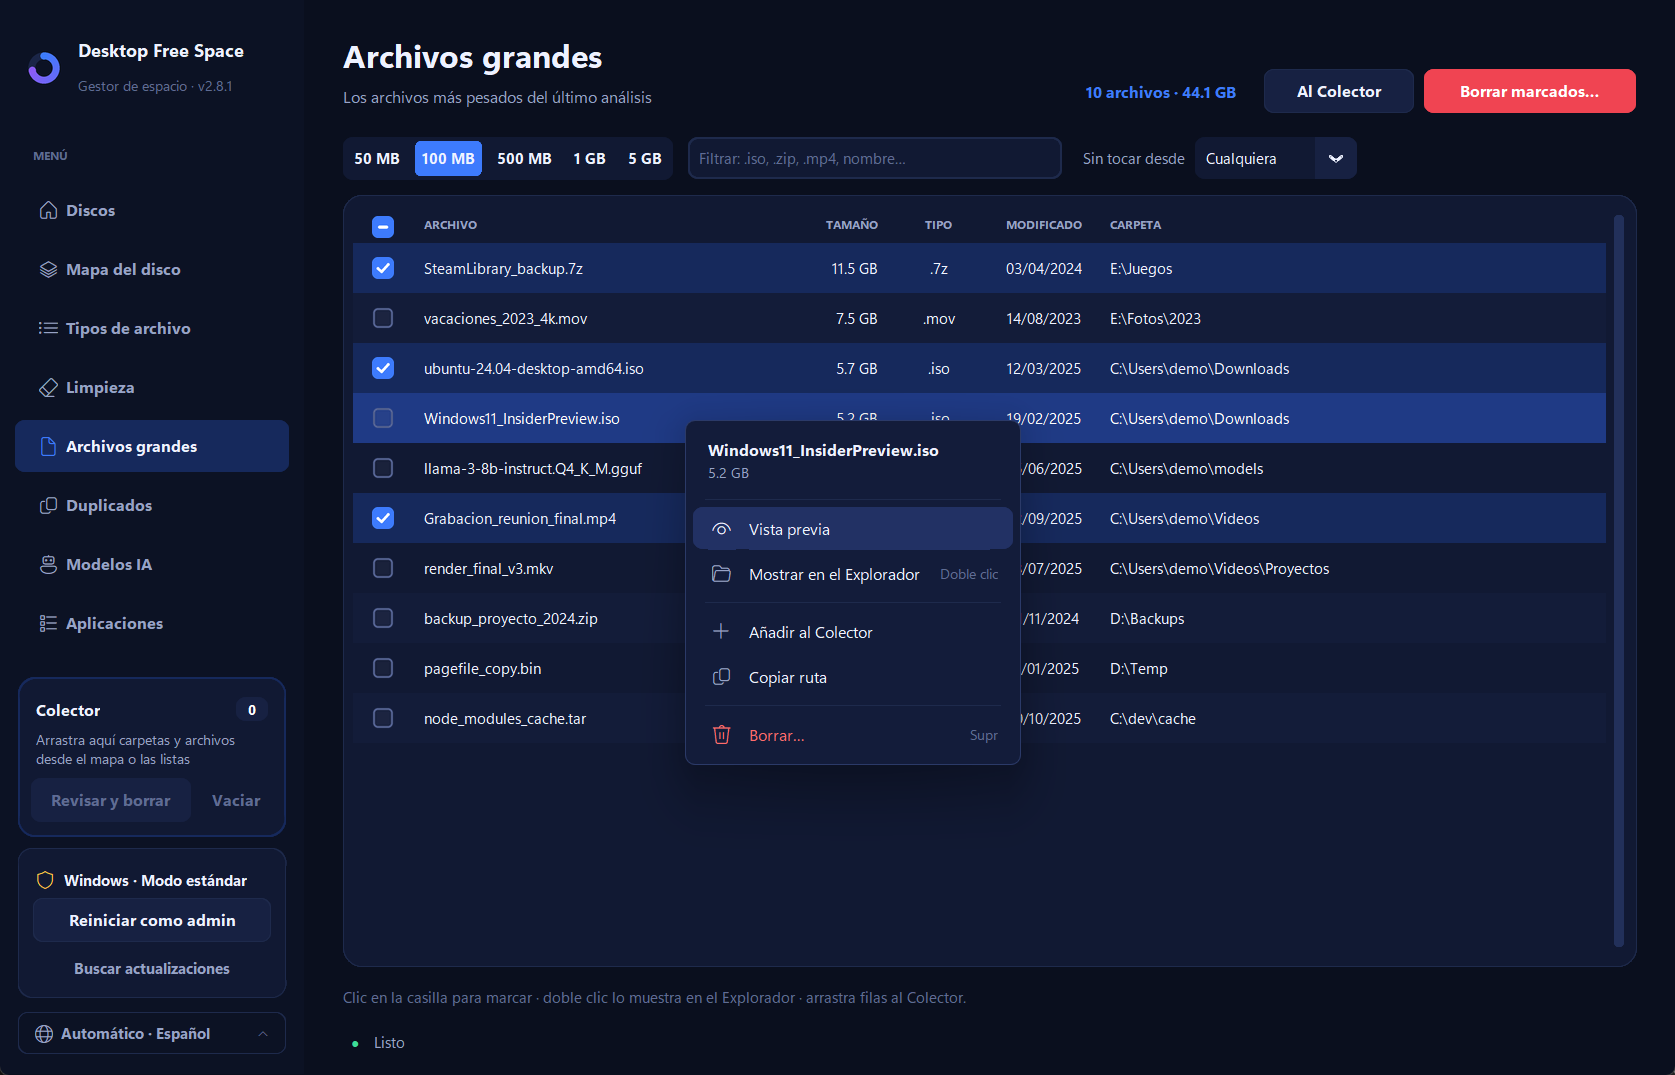 Desktop Free Space
Gestor de espacio · v2.8.1
MENÚ
Discos
Mapa del disco
Tipos de archivo
Limpieza
Archivos grandes
Duplicados
Modelos IA
Aplicaciones
Colector 0
Arrastra aquí carpetas y archivos
desde el mapa o las listas
Revisar y borrar Vaciar
Windows · Modo estándar
Reiniciar como admin
Buscar actualizaciones
Automático · Español
Archivos grandes
Los archivos más pesados del último análisis
10 archivos · 44.1 GB Al Colector Borrar marcados...
50 MB 100 MB 500 MB 1 GB 5 GB Filtrar: .iso, .zip, .mp4, nombre... Sin tocar desde Cualquiera
ARCHIVO TAMAÑO TIPO MODIFICADO CARPETA
SteamLibrary_backup.7z 11.5 GB .7z 03/04/2024 E:\Juegos
vacaciones_2023_4k.mov 7.5 GB .mov 14/08/2023 E:\Fotos\2023
ubuntu-24.04-desktop-amd64.iso 5.7 GB .iso 12/03/2025 C:\Users\demo\Downloads
Windows11_InsiderPreview.iso 5.2 GB .iso 19/02/2025 C:\Users\demo\Downloads
llama-3-8b-instruct.Q4_K_M.gguf /06/2025 C:\Users\demo\models
Grabacion_reunion_final.mp4 /09/2025 C:\Users\demo\Videos
render_final_v3.mkv /07/2025 C:\Users\demo\Videos\Proyectos
backup_proyecto_2024.zip /11/2024 D:\Backups
pagefile_copy.bin /01/2025 D:\Temp
node_modules_cache.tar /10/2025 C:\dev\cache
Windows11_InsiderPreview.iso
5.2 GB
Vista previa
Mostrar en el Explorador Doble clic
Añadir al Colector
Copiar ruta
Borrar... Supr
Clic en la casilla para marcar · doble clic lo muestra en el Explorador · arrastra filas al Colector.
Listo